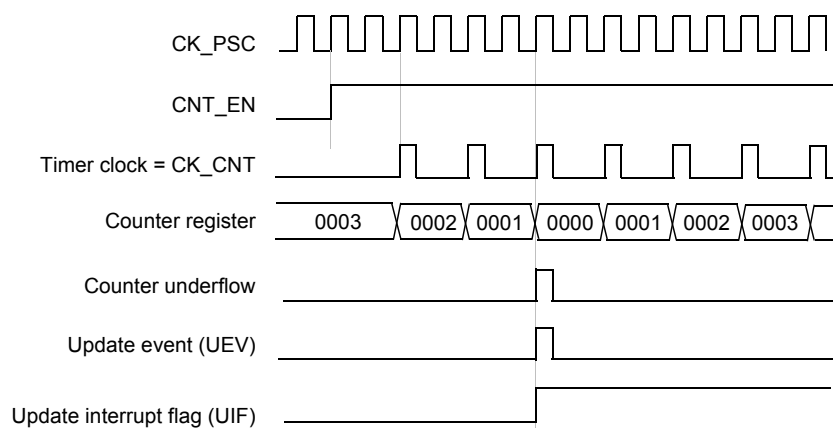 CK_PSC
CNT_EN
Timer clock = CK_CNT
Counter register 0003 0002 0001 0000 0001 0002 0003
Counter underflow
Update event (UEV)
Update interrupt flag (UIF)